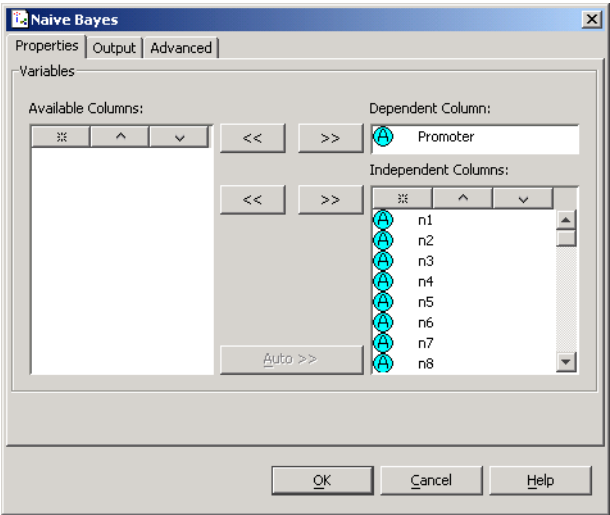 Naive Bayes
Properties Output Advanced
Variables
Available Columns:
Dependent Column:
<< >>
A Promoter
Independent Columns:
<< >>
A n1
A n2
A n3
A n4
A n5
A n6
A n7
A n8
Auto >>
OK Cancel Help